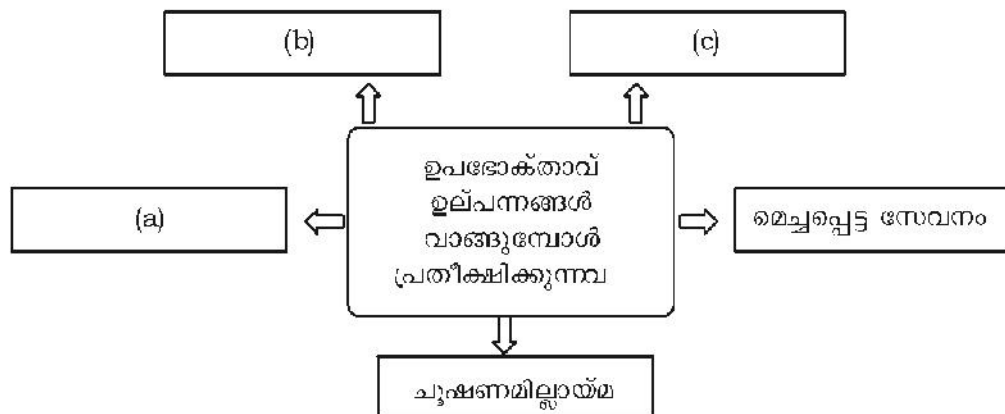 (b)
(c)
ഉപഭോക്താവ്
ഉല്പന്നങ്ങൾ
വാങ്ങുമ്പോൾ
പ്രതീക്ഷിക്കുന്നവ
(a)
മെച്ചപ്പെട്ട സേവനം
ചൂഷണമില്ലായ്മ